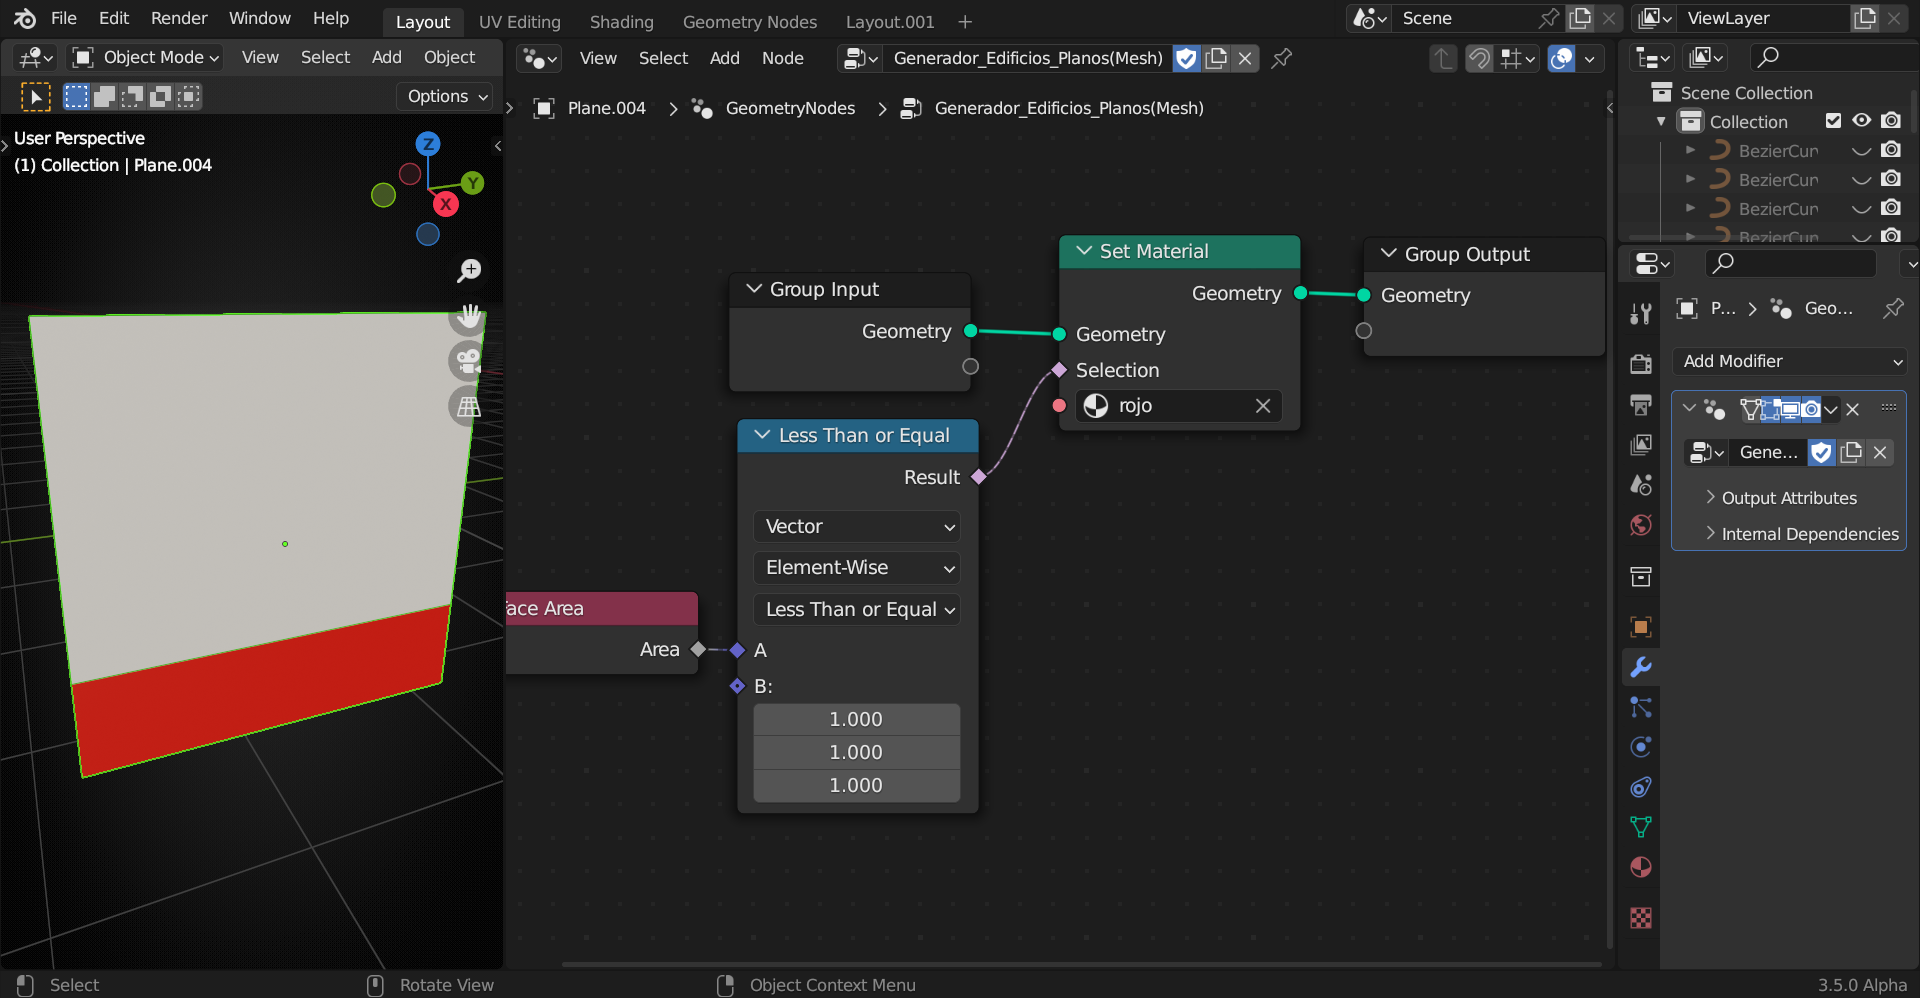 File Edit Render Window Help Layout UV Editing Shading Geometry Nodes Layout.001 Scene ViewLayer
Object Mode View Select Add Object
View Select Add Node Generador_Edificios_Planos(Mesh)
Options
Plane.004 GeometryNodes Generador_Edificios_Planos(Mesh)
User Perspective
(1) Collection | Plane.004
Z
Y
X
Group Input
Geometry
Set Material
Geometry
Geometry
Selection
rojo
Group Output
Geometry
Less Than or Equal
Result
Vector
Element-Wise
Less Than or Equal
A
B:
1.000
1.000
1.000
ace Area
Area
Scene Collection
Collection
BezierCur
BezierCur
BezierCur
BezierCur
P... Geo...
Add Modifier
Gene...
Output Attributes
Internal Dependencies
Select Rotate View Object Context Menu 3.5.0 Alpha